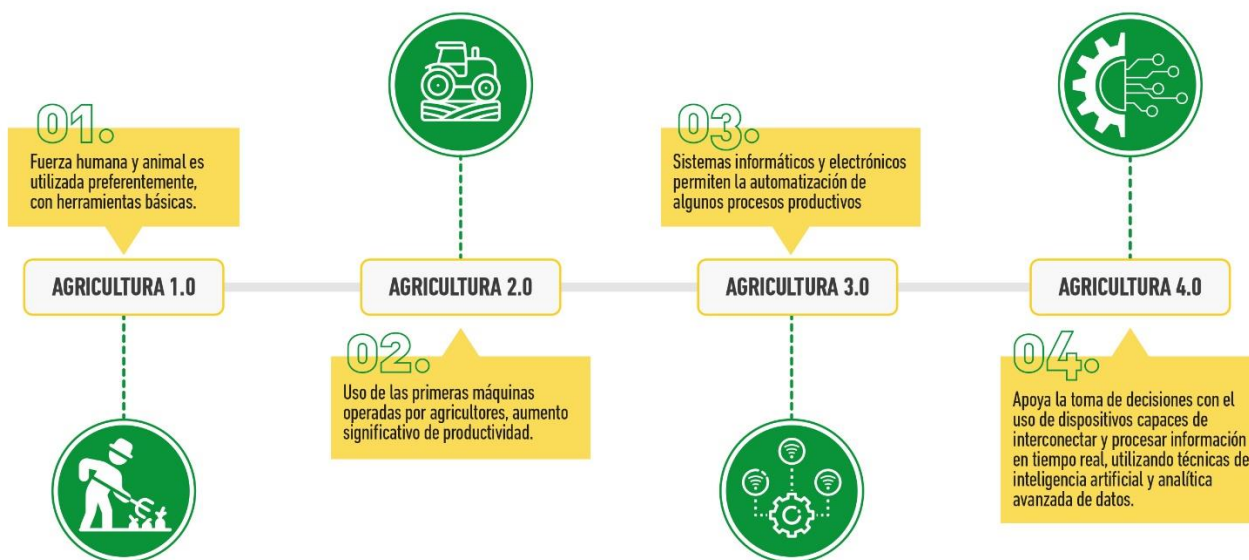 01.
Fuerza humana y animal es
utilizada preferentemente,
con herramientas básicas.
AGRICULTURA 1.0
AGRICULTURA 2.0
02.
Uso de las primeras máquinas
operadas por agricultores, aumento
significativo de productividad.
03.
Sistemas informáticos y electrónicos
permiten la automatización de
algunos procesos productivos
AGRICULTURA 3.0
AGRICULTURA 4.0
04.
Apoya la toma de decisiones con el
uso de dispositivos capaces de
interconectar y procesar información
en tiempo real, utilizando técnicas de
inteligencia artificial y analítica
avanzada de datos.